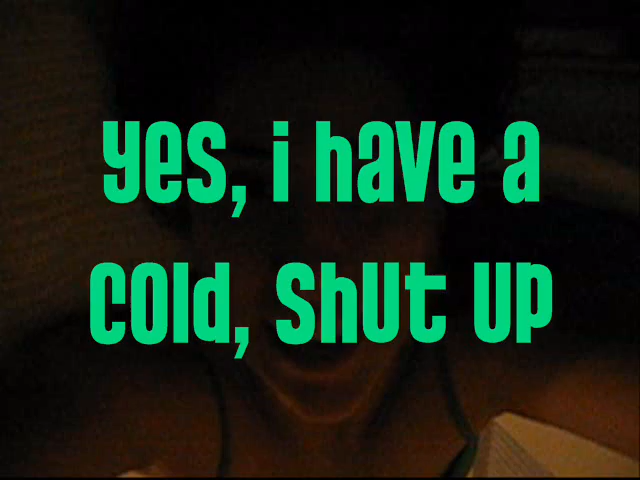 yes, i have a
cold, shut up